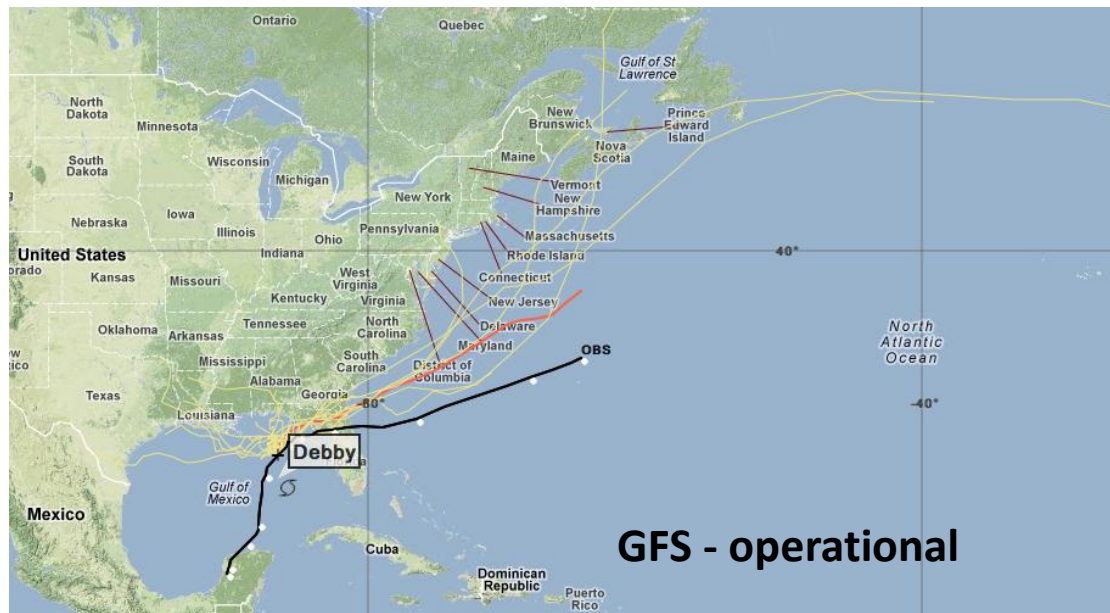 Ontario
Quebec
Gulf of St
Lawrence
North
Dakota
Minnesota
New
Brunswick
Prince
Edward
Island
Nova
Scotia
Maine
South
Dakota
Wisconsin
Michigan
Vermont
New
Hampshire
New York
Massachusetts
Nebraska
Iowa
Illinois
Ohio
Pennsylvania
Indiana
Rhode Island
40°
United States
Connecticut
Kansas
Missouri
West
Virginia
Virginia
New Jersey
Kentucky
Delaware
Maryland
Oklahoma
Arkansas
Tennessee
North
Carolina
North
Atlantic
Ocean
OBS
Mississippi
South
Carolina
District of
Columbia
Texas
Alabama
Georgia
-80°
-40°
Louisiana
Debby
Gulf of
Mexico
Mexico
Cuba
GFS - operational
Dominican
Republic
Puerto
Rico